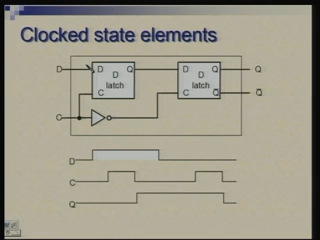 Clocked state elements
D D Q D Q Q
D D
latch latch
C C C Q Q
D
C
Q